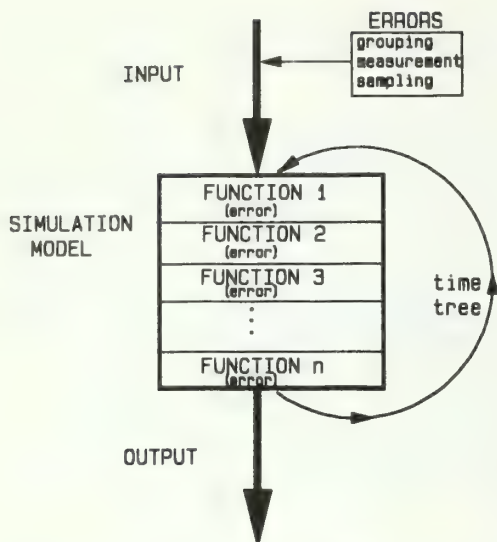 ERRORS
grouping
measurement
sampling
INPUT
SIMULATION
MODEL
FUNCTION 1
(error)
FUNCTION 2
(error)
FUNCTION 3
(error)
FUNCTION n
(error)
time
tree
OUTPUT